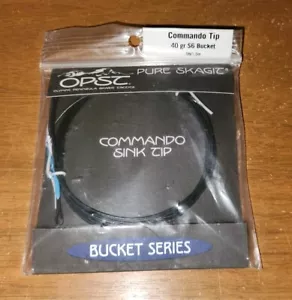 Commando Tip
40 gr S6 Bucket
PURE SKAGIT
OPST
COMMANDO
SINK TIP
BUCKET SERIES